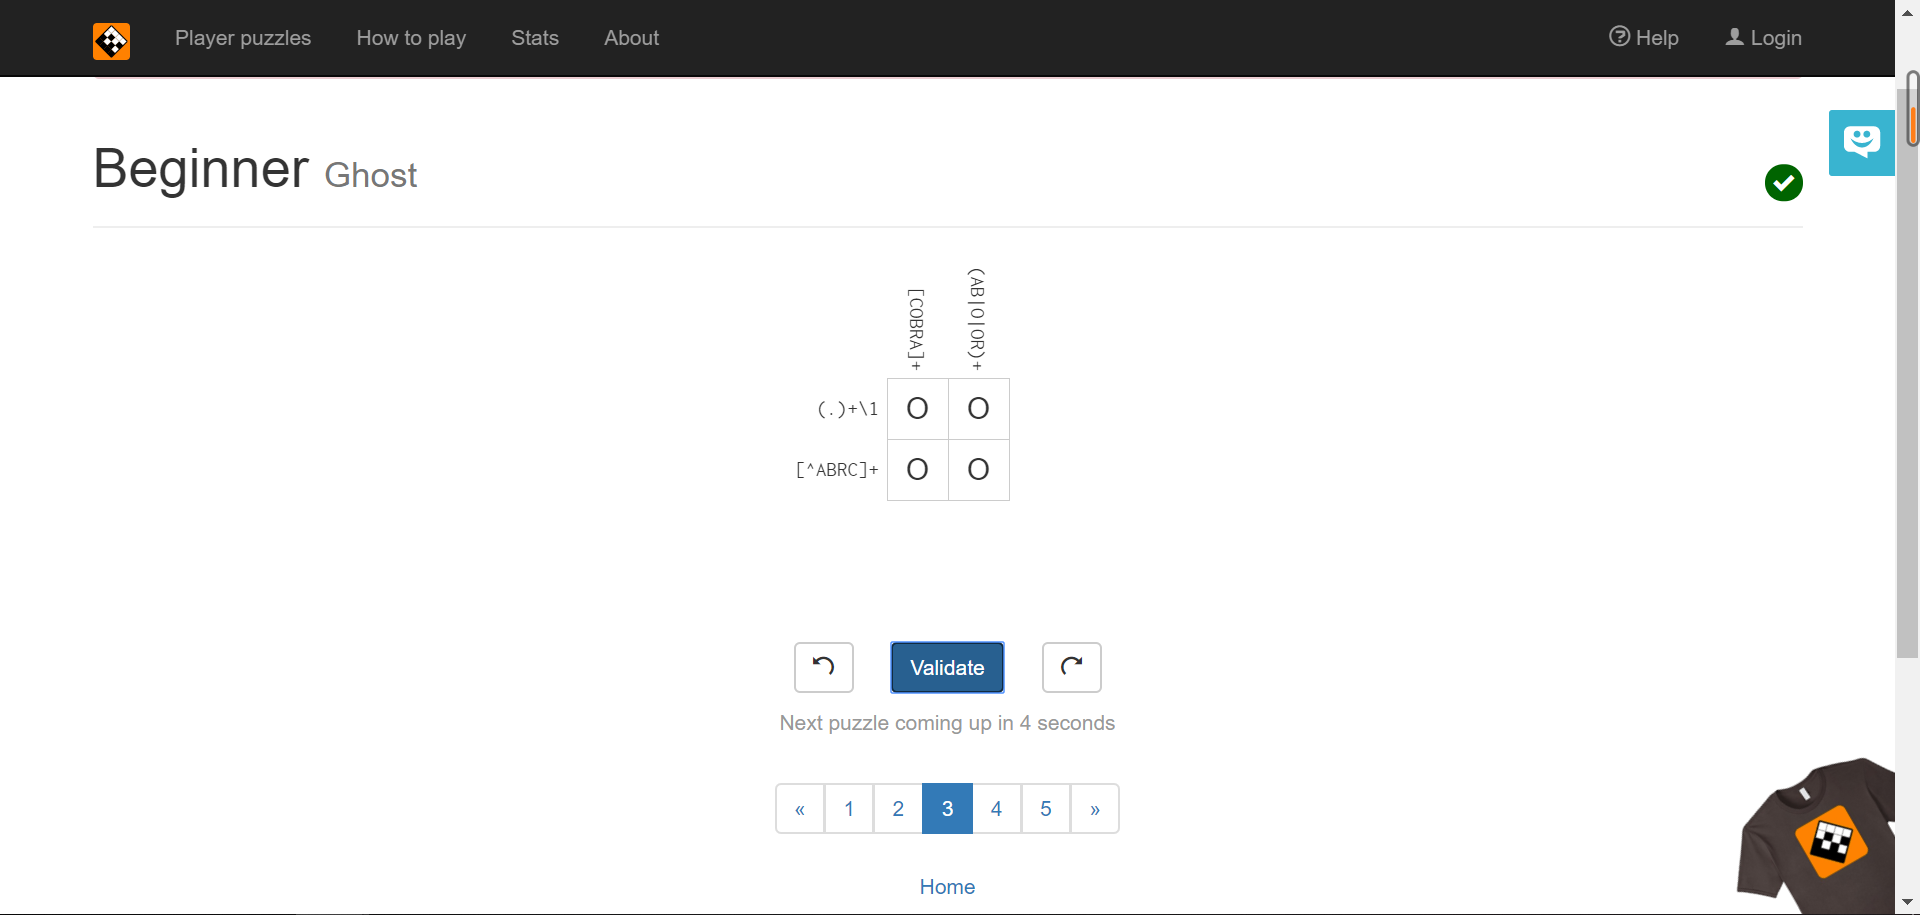 Player puzzles How to play Stats About Help Login
Beginner Ghost
[COBRA]+ (AB|O|OR)+
(.)+\1 O O
[^ABRC]+ O O
Validate
Next puzzle coming up in 4 seconds
« 1 2 3 4 5 »
Home